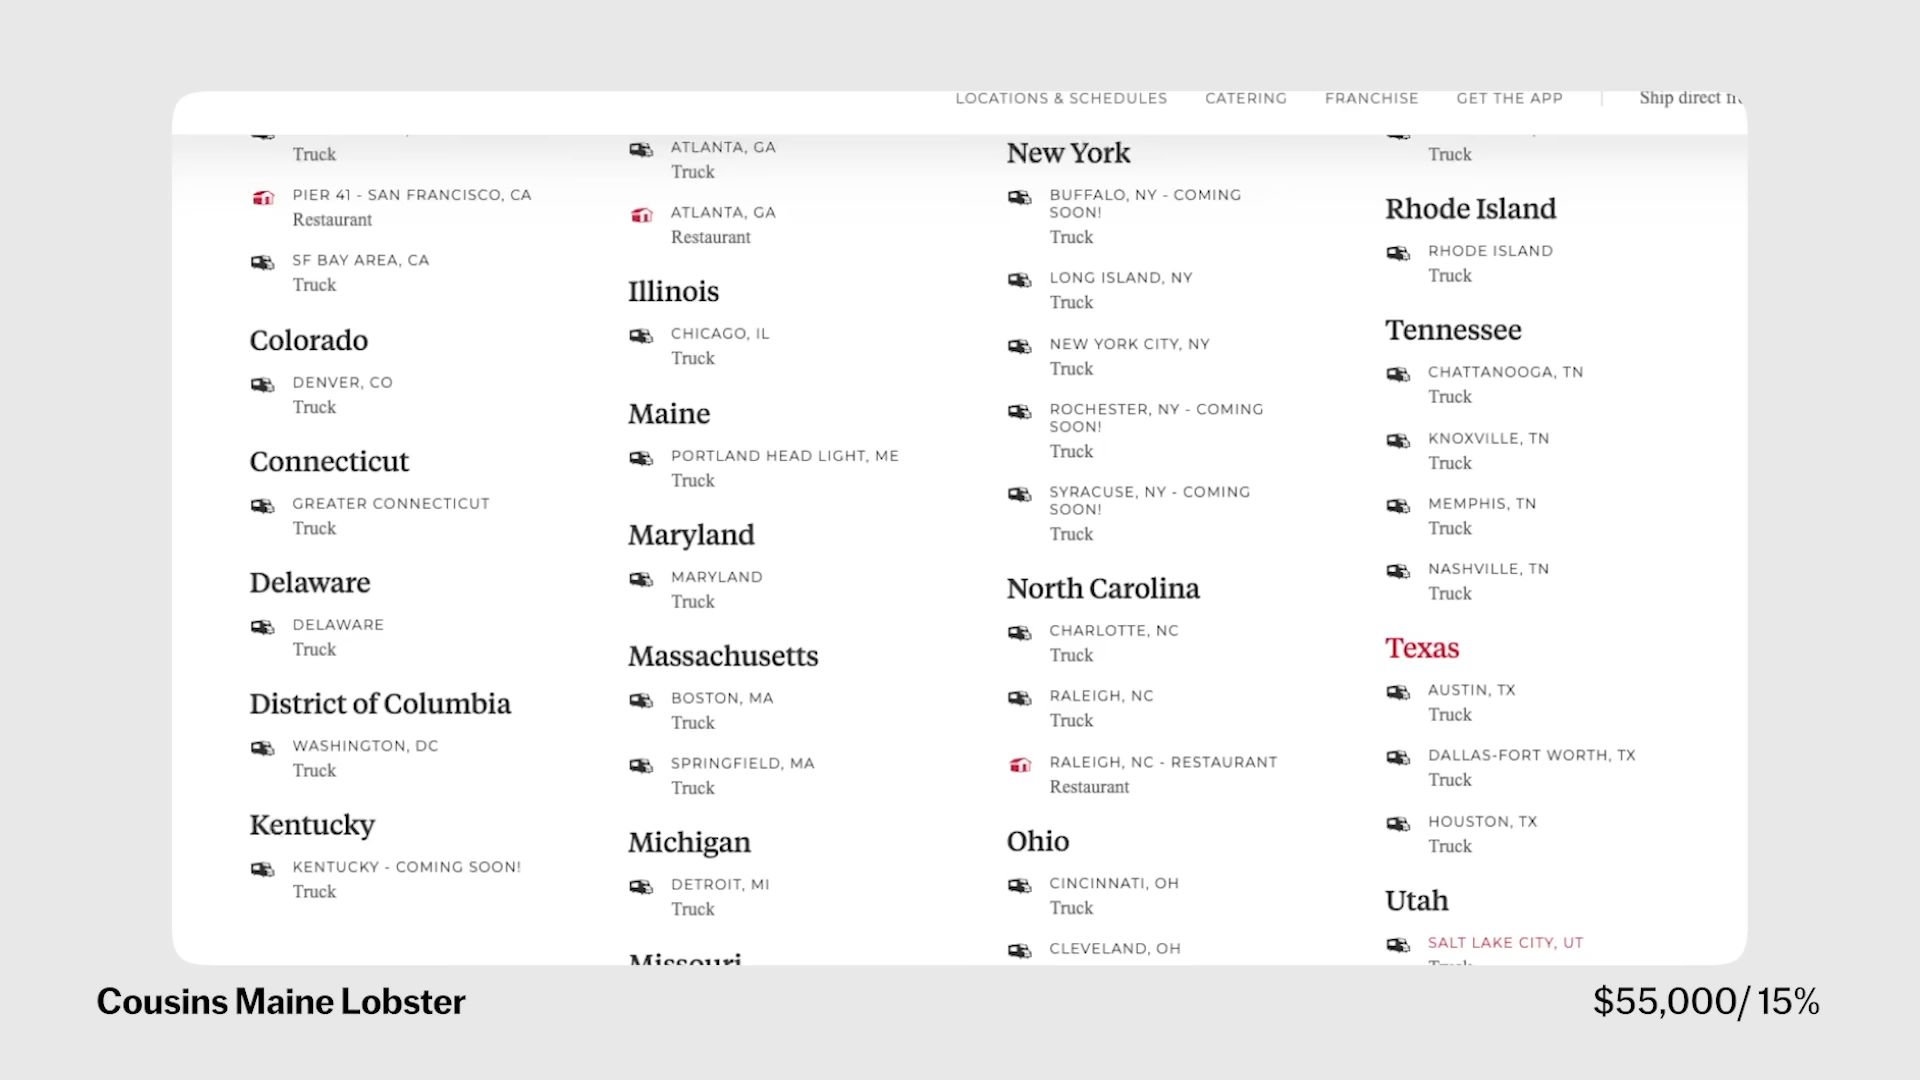 LOCATIONS & SCHEDULES
CATERING
FRANCHISE
GET THE APP
Ship direct
Truck
PIER 41 - SAN FRANCISCO, CA
Restaurant
SF BAY AREA, CA
Truck
Colorado
DENVER, CO
Truck
Connecticut
GREATER CONNECTICUT
Truck
Delaware
DELAWARE
Truck
District of Columbia
WASHINGTON, DC
Truck
Kentucky
KENTUCKY - COMING SOON!
Truck
ATLANTA, GA
Truck
ATLANTA, GA
Restaurant
Illinois
CHICAGO, IL
Truck
Maine
PORTLAND HEAD LIGHT, ME
Truck
Maryland
MARYLAND
Truck
Massachusetts
BOSTON, MA
Truck
SPRINGFIELD, MA
Truck
Michigan
DETROIT, MI
Truck
Missouri
New York
BUFFALO, NY - COMING
SOON!
Truck
LONG ISLAND, NY
Truck
NEW YORK CITY, NY
Truck
ROCHESTER, NY - COMING
SOON!
Truck
SYRACUSE, NY - COMING
SOON!
Truck
North Carolina
CHARLOTTE, NC
Truck
RALEIGH, NC
Truck
RALEIGH, NC - RESTAURANT
Restaurant
Ohio
CINCINNATI, OH
Truck
CLEVELAND, OH
Truck
Rhode Island
RHODE ISLAND
Truck
Tennessee
CHATTANOOGA, TN
Truck
KNOXVILLE, TN
Truck
MEMPHIS, TN
Truck
NASHVILLE, TN
Truck
Texas
AUSTIN, TX
Truck
DALLAS-FORT WORTH, TX
Truck
HOUSTON, TX
Truck
Utah
SALT LAKE CITY, UT
Truck
Cousins Maine Lobster
$55,000/ 15%